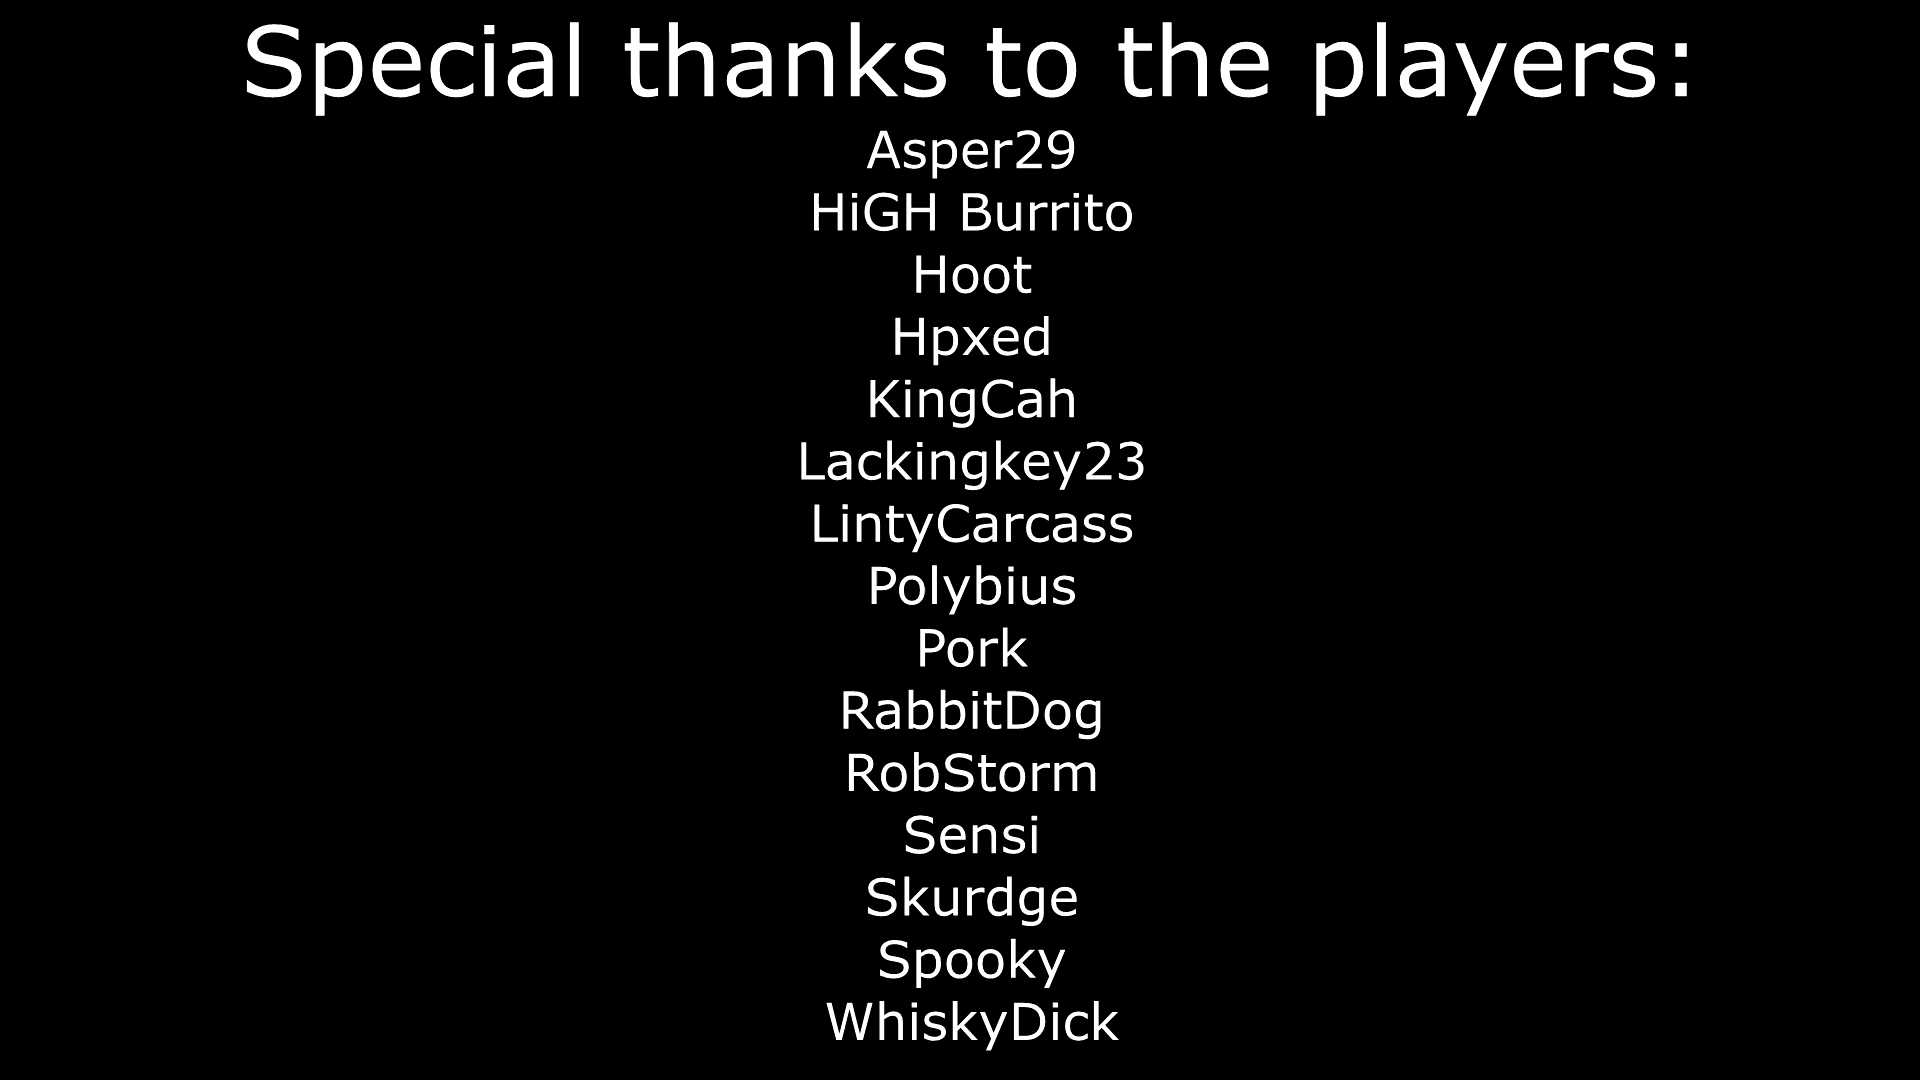 Special thanks to the players:
Asper29
HiGH Burrito
Hoot
Hpxed
KingCah
Lackingkey23
LintyCarcass
Polybius
Pork
RabbitDog
RobStorm
Sensi
Skurdge
Spooky
WhiskyDick